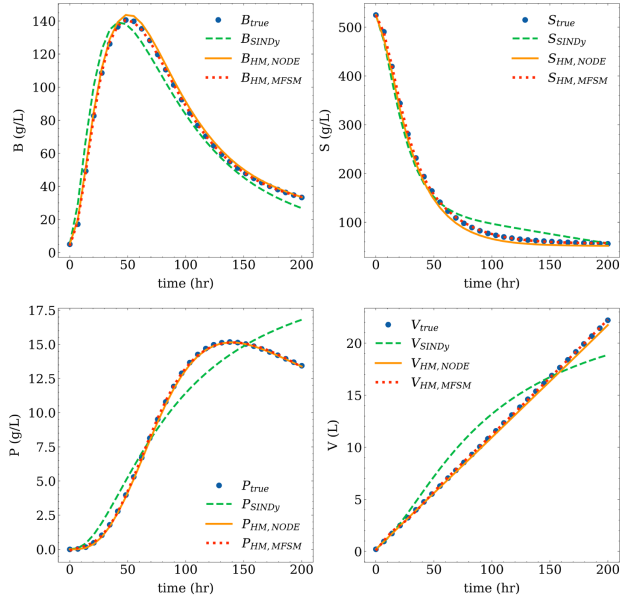 140
120
100
80
60
40
20
0
B (g/L)
B_true
B_SINDy
B_HM, NODE
B_HM, MFSM
0 50 100 150 200
time (hr)
500
400
300
200
100
S (g/L)
S_true
S_SINDy
S_HM, NODE
S_HM, MFSM
0 50 100 150 200
time (hr)
17.5
15.0
12.5
10.0
7.5
5.0
2.5
0.0
P (g/L)
P_true
P_SINDy
P_HM, NODE
P_HM, MFSM
0 50 100 150 200
time (hr)
20
15
10
5
0
V (L)
V_true
V_SINDy
V_HM, NODE
V_HM, MFSM
0 50 100 150 200
time (hr)